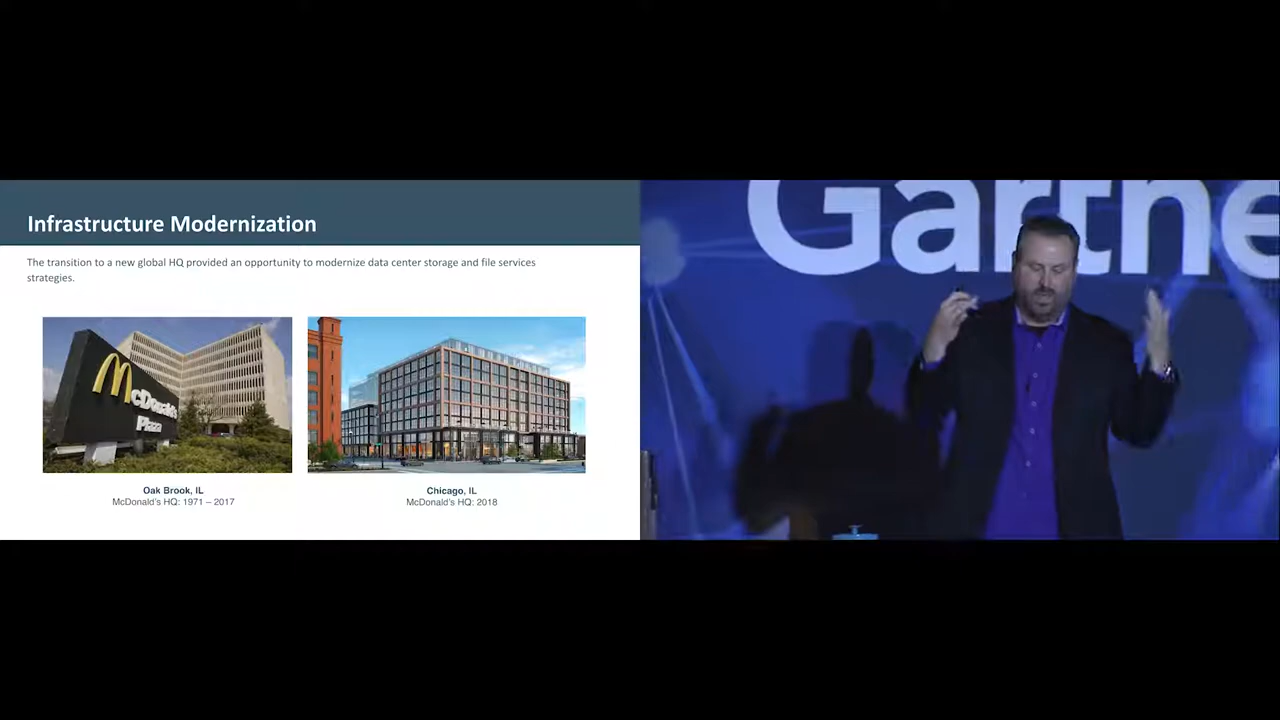 Infrastructure Modernization
The transition to a new global HQ provided an opportunity to modernize data center storage and file services
strategies.
McDonald's
Plaza
Oak Brook, IL
McDonald's HQ: 1971 – 2017
Chicago, IL
McDonald's HQ: 2018
Gartne